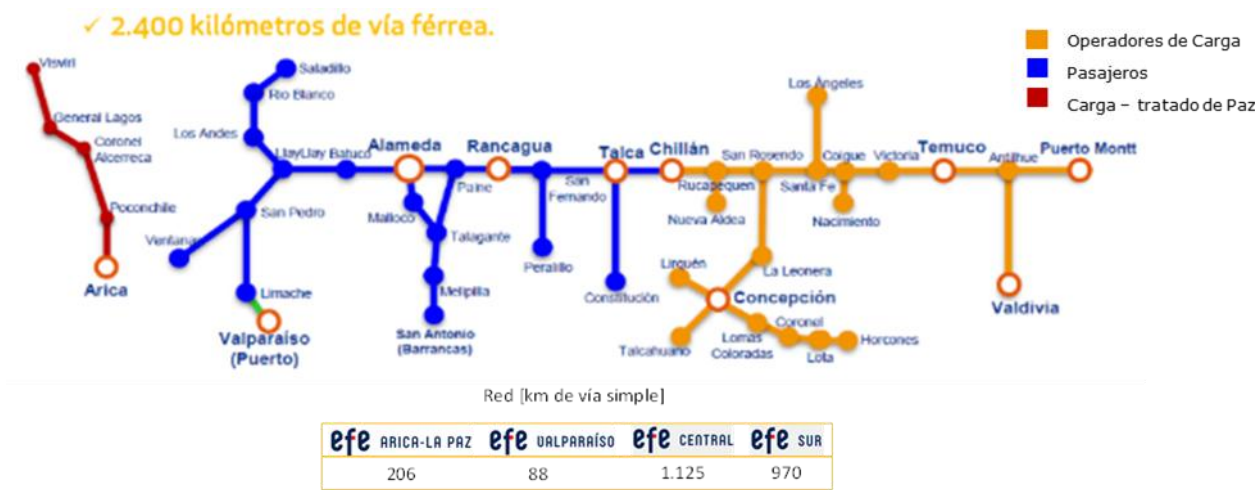 ✓ 2.400 kilómetros de vía férrea.
Operadores de Carga
Pasajeros
Carga – tratado de Paz
Visviri
General Lagos
Coronel
Alcerreca
Poconchile
Arica
Saladillo
Rio Blanco
Los Andes
LlayLlay
Batuco
San Pedro
Ventanas
Limache
Valparaíso
(Puerto)
Alameda
Malloco
Paine
Talagante
Melipilla
San Antonio
(Barrancas)
Rancagua
San
Fernando
Peralillo
Talca
Constitución
Chillán
Rucapequen
Nueva Aldea
San Rosendo
La Leonera
Lirquén
Concepción
Talcahuano
Lomas
Coloradas
Coronel
Lota
Horcones
Los Ángeles
Santa Fe
Coigue
Nacimiento
Victoria
Temuco
Antilhue
Valdivia
Puerto Montt
Red [km de vía simple]
efe ARICA-LA PAZ efe VALPARAÍSO efe CENTRAL efe SUR
206 88 1.125 970